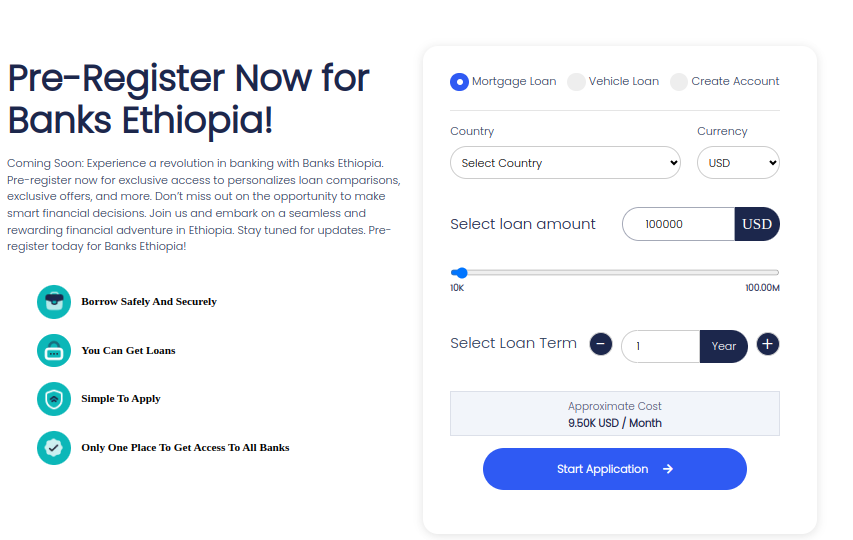 Pre-Register Now for
Banks Ethiopia!
Coming Soon: Experience a revolution in banking with Banks Ethiopia.
Pre-register now for exclusive access to personalizes loan comparisons,
exclusive offers, and more. Don't miss out on the opportunity to make
smart financial decisions. Join us and embark on a seamless and
rewarding financial adventure in Ethiopia. Stay tuned for updates. Pre-
register today for Banks Ethiopia!
Borrow Safely And Securely
You Can Get Loans
Simple To Apply
Only One Place To Get Access To All Banks
Mortgage Loan Vehicle Loan Create Account
Country Currency
Select Country USD
Select loan amount 100000 USD
10K 100.00M
Select Loan Term - 1 Year +
Approximate Cost
9.50K USD / Month
Start Application →